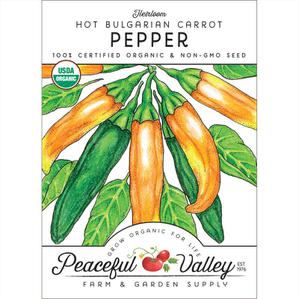 Heirloom
HOT BULGARIAN CARROT
PEPPER
100% CERTIFIED ORGANIC & NON-GMO SEED
USDA
ORGANIC
GROW ORGANIC FOR LIFE
Peaceful Valley
EST.
1976
FARM & GARDEN SUPPLY